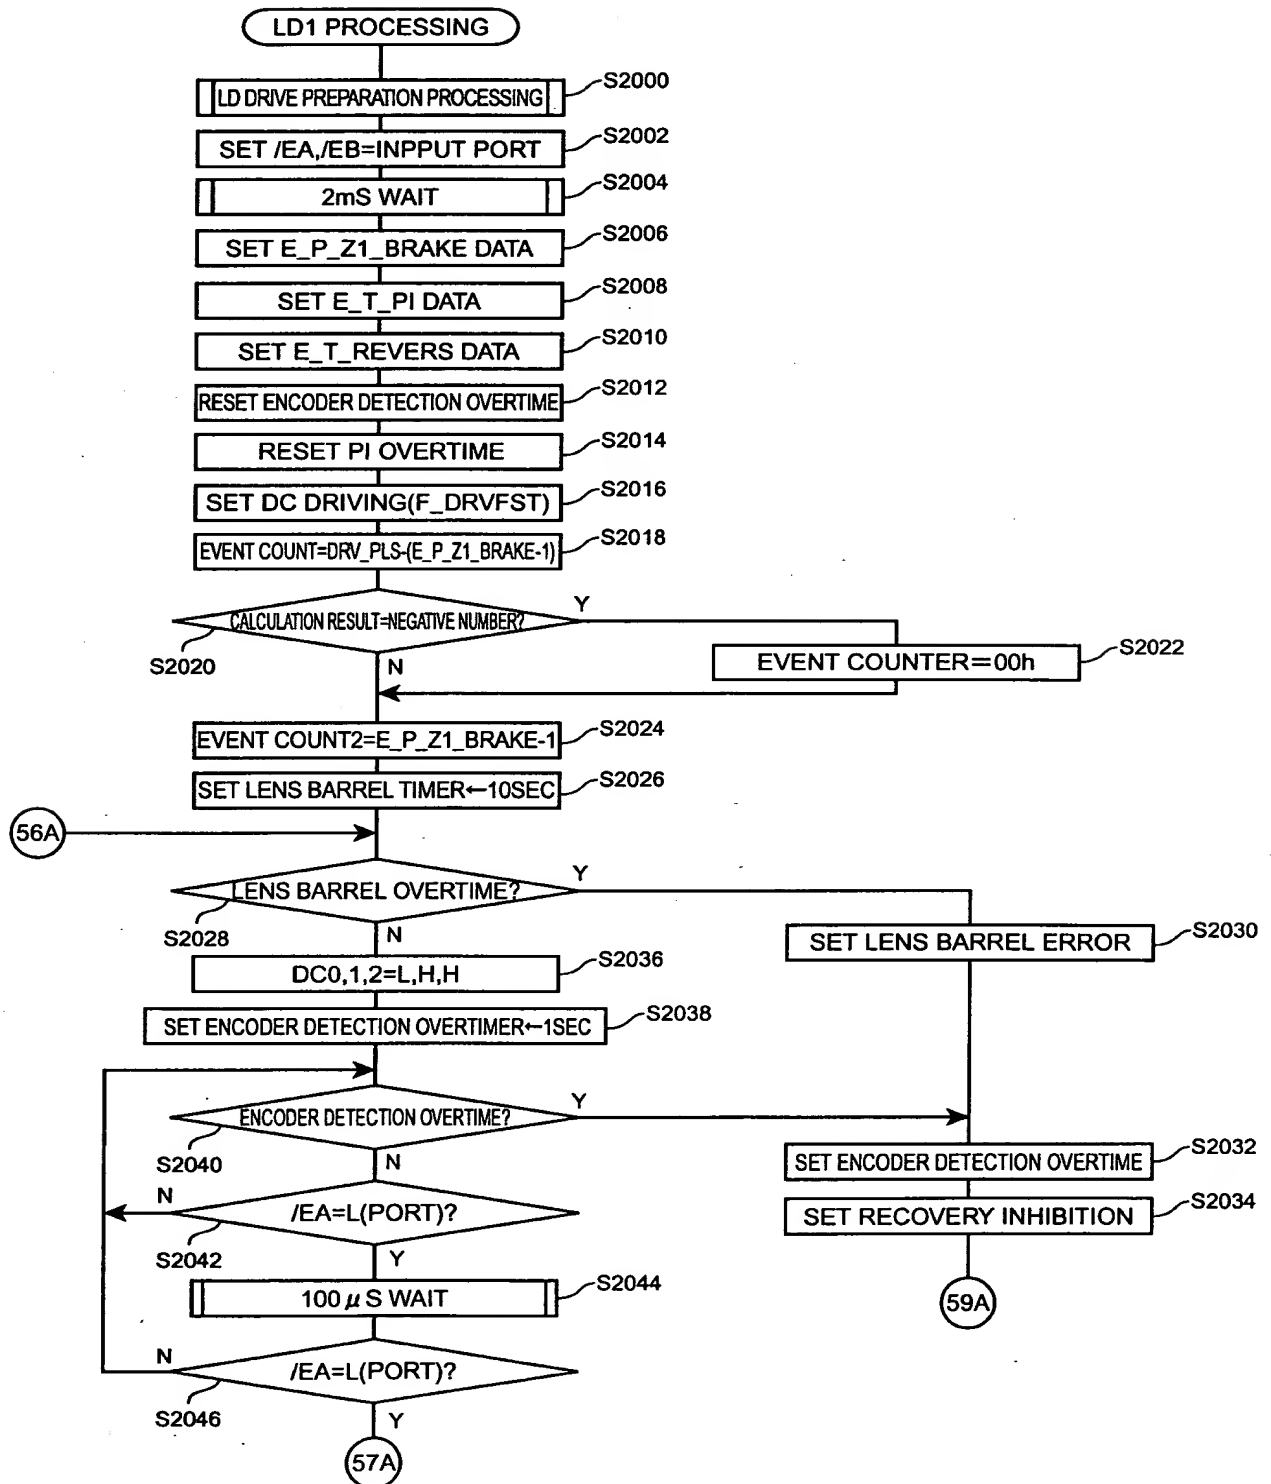 LD1 PROCESSING
LD DRIVE PREPARATION PROCESSING
S2000
SET /EA,/EB=INPPUT PORT
S2002
2mS WAIT
S2004
SET E_P_Z1_BRAKE DATA
S2006
SET E_T_PI DATA
S2008
SET E_T_REVERS DATA
S2010
RESET ENCODER DETECTION OVERTIME
S2012
RESET PI OVERTIME
S2014
SET DC DRIVING(F_DRVFST)
S2016
EVENT COUNT=DRV_PLS-(E_P_Z1_BRAKE-1)
S2018
CALCULATION RESULT=NEGATIVE NUMBER?
Y
S2020
N
EVENT COUNTER=00h
S2022
EVENT COUNT2=E_P_Z1_BRAKE-1
S2024
SET LENS BARREL TIMER←10SEC
S2026
56A
LENS BARREL OVERTIME?
Y
S2028
N
SET LENS BARREL ERROR
S2030
DC0,1,2=L,H,H
S2036
SET ENCODER DETECTION OVERTIMER←1SEC
S2038
ENCODER DETECTION OVERTIME?
Y
S2040
N
SET ENCODER DETECTION OVERTIME
S2032
N
/EA=L(PORT)?
SET RECOVERY INHIBITION
S2034
S2042
Y
100μS WAIT
S2044
59A
N
/EA=L(PORT)?
S2046
Y
57A